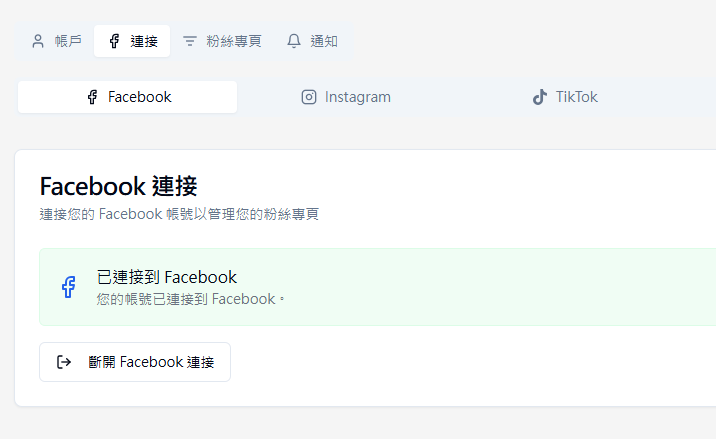 帳戶 連接 粉絲專頁 通知
Facebook Instagram TikTok
Facebook 連接
連接您的 Facebook 帳號以管理您的粉絲專頁
已連接到 Facebook
您的帳號已連接到 Facebook。
斷開 Facebook 連接